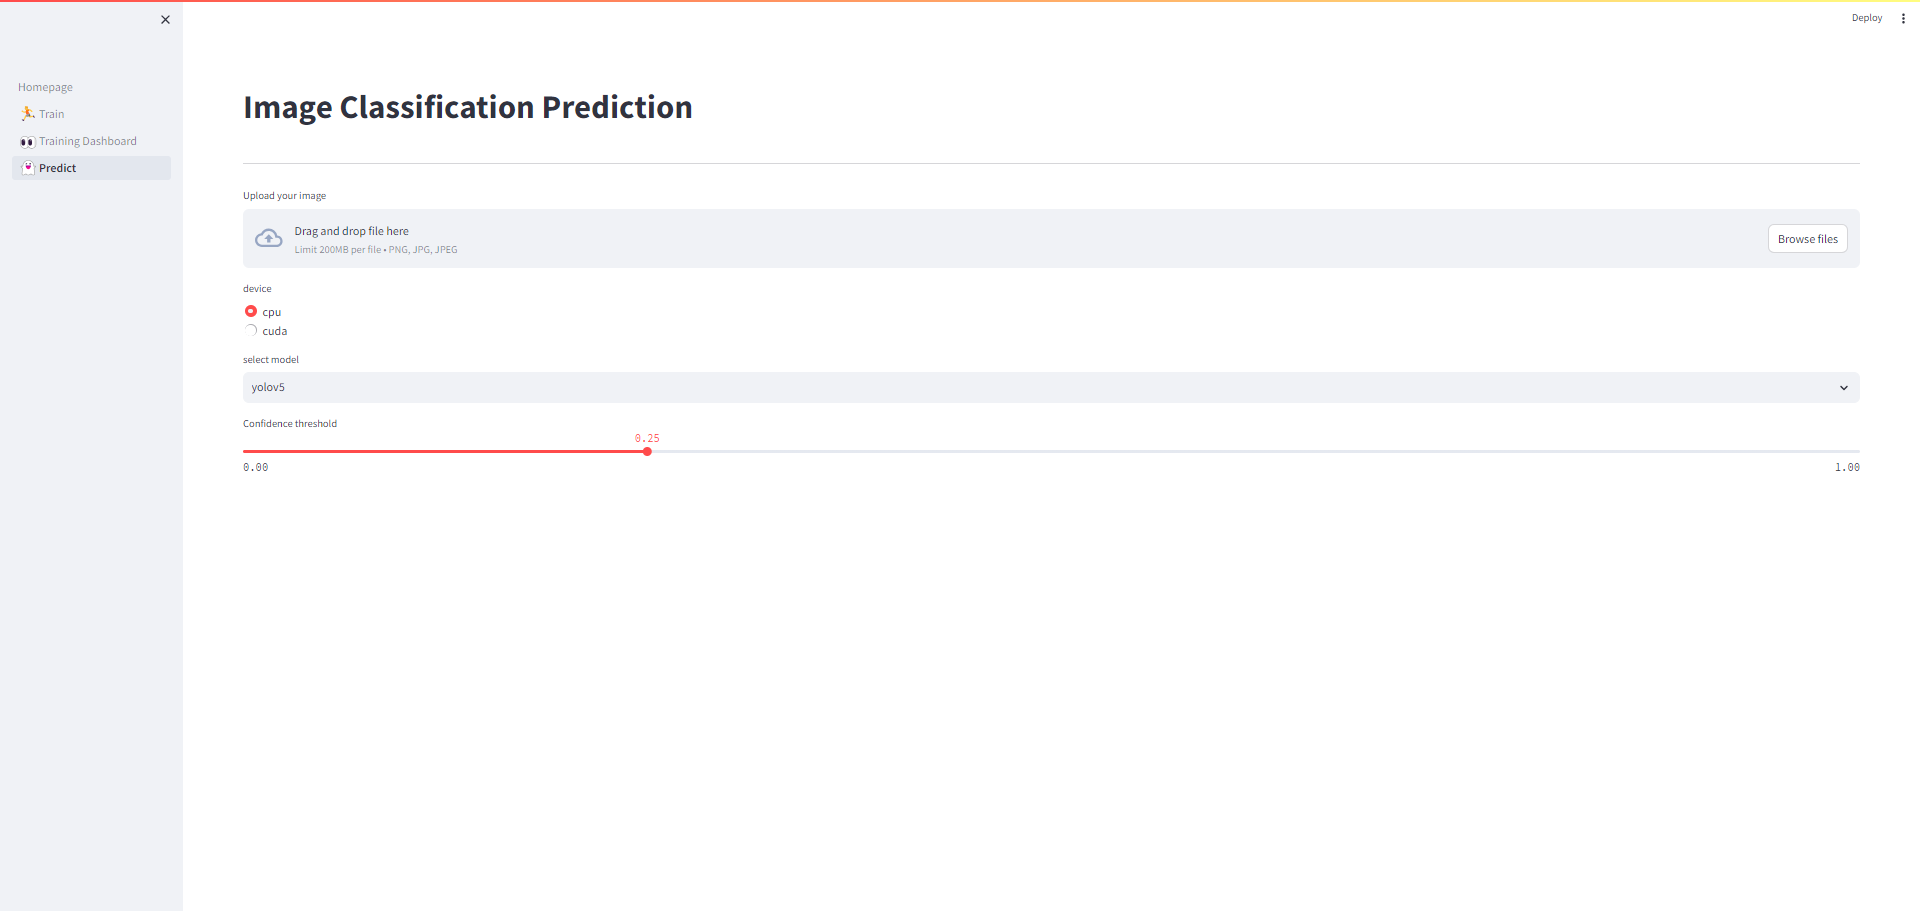 Deploy
Homepage
Train
Training Dashboard
Predict
Image Classification Prediction
Upload your image
Drag and drop file here
Limit 200MB per file • PNG, JPG, JPEG
Browse files
device
cpu
cuda
select model
yolov5
Confidence threshold
0.25
0.00 1.00